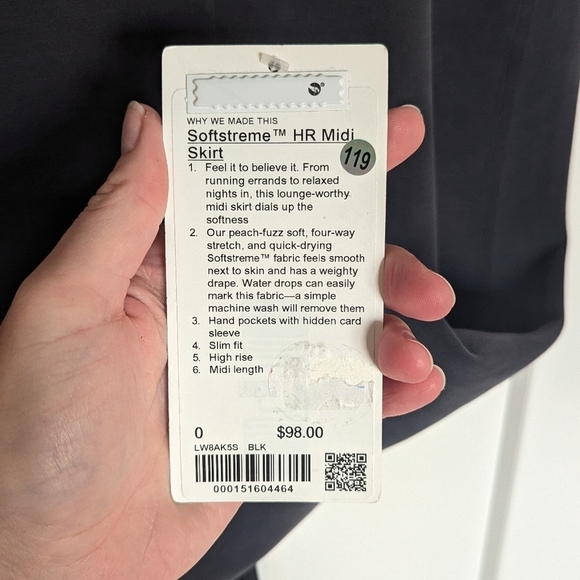 WHY WE MADE THIS
Softstreme™ HR Midi
Skirt
119
1. Feel it to believe it. From
running errands to relaxed
nights in, this lounge-worthy
midi skirt dials up the
softness
2. Our peach-fuzz soft, four-way
stretch, and quick-drying
Softstreme™ fabric feels smooth
next to skin and has a weighty
drape. Water drops can easily
mark this fabric—a simple
machine wash will remove them
3. Hand pockets with hidden card
sleeve
4. Slim fit
5. High rise
6. Midi length
0 $98.00
LW8AK5S BLK
000151604464